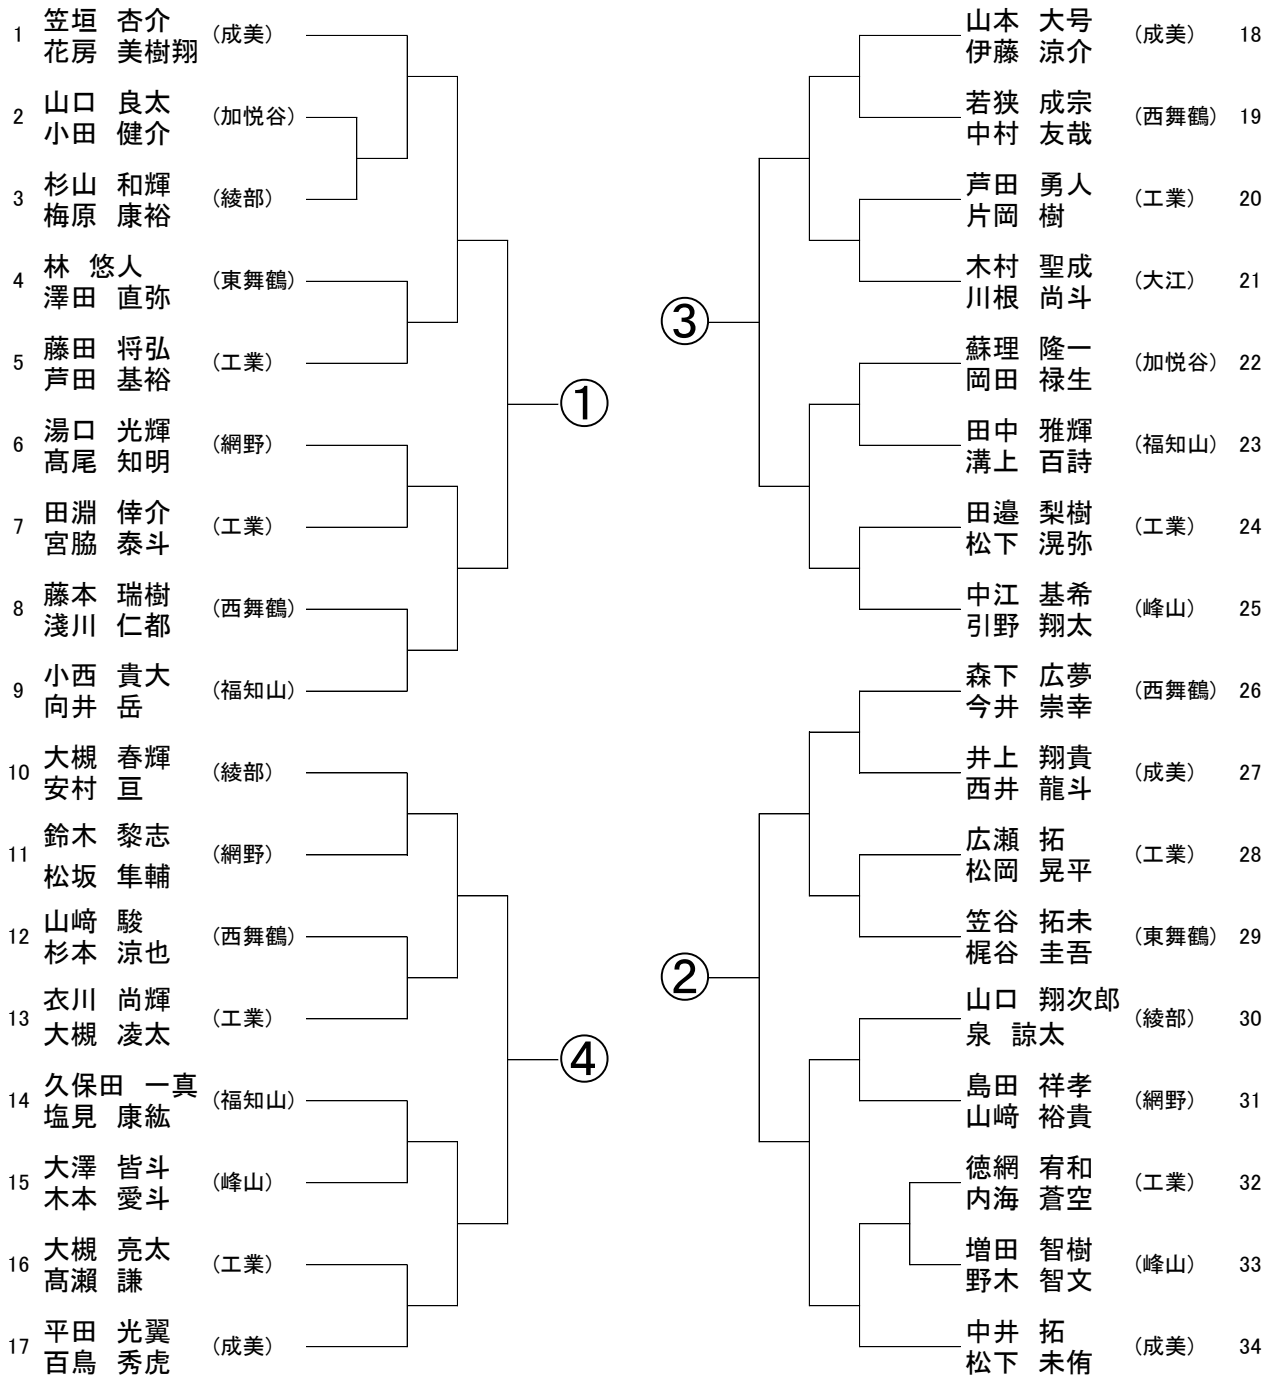 1 笠垣 杏介 (成美)
花房 美樹翔
2 山口 良太 (加悦谷)
小田 健介
3 杉山 和輝 (綾部)
梅原 康裕
4 林 悠人 (東舞鶴)
澤田 直弥
5 藤田 将弘 (工業)
芦田 基裕
①
6 湯口 光輝 (網野)
髙尾 知明
7 田淵 倖介 (工業)
宮脇 泰斗
8 藤本 瑞樹 (西舞鶴)
淺川 仁都
9 小西 貴大 (福知山)
向井 岳
10 大槻 春輝 (綾部)
安村 亘
11 鈴木 黎志 (網野)
松坂 隼輔
12 山﨑 駿 (西舞鶴)
杉本 涼也
13 衣川 尚輝 (工業)
大槻 凌太
④
14 久保田 一真 (福知山)
塩見 康紘
15 大澤 皆斗 (峰山)
木本 愛斗
16 大槻 亮太 (工業)
髙瀨 謙
17 平田 光翼 (成美)
百鳥 秀虎
山本 大号 (成美) 18
伊藤 涼介
若狭 成宗 (西舞鶴) 19
中村 友哉
芦田 勇人 (工業) 20
片岡 樹
木村 聖成 (大江) 21
川根 尚斗
③
蘇理 隆一 (加悦谷) 22
岡田 禄生
田中 雅輝 (福知山) 23
溝上 百詩
田邉 梨樹 (工業) 24
松下 滉弥
中江 基希 (峰山) 25
引野 翔太
森下 広夢 (西舞鶴) 26
今井 崇幸
井上 翔貴 (成美) 27
西井 龍斗
広瀬 拓 (工業) 28
松岡 晃平
笠谷 拓未 (東舞鶴) 29
梶谷 圭吾
②
山口 翔次郎 (綾部) 30
泉 諒太
島田 祥孝 (網野) 31
山﨑 裕貴
徳網 宥和 (工業) 32
内海 蒼空
増田 智樹 (峰山) 33
野木 智文
中井 拓 (成美) 34
松下 未侑